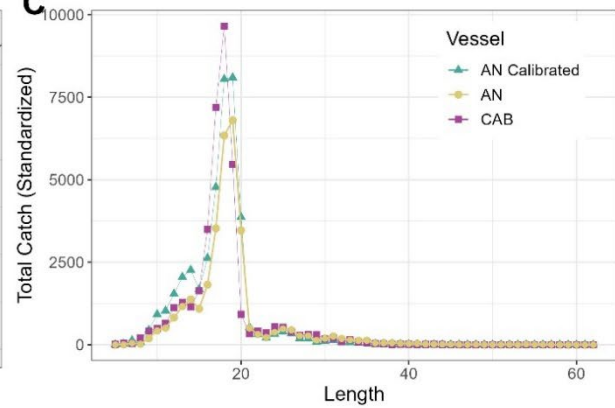 C
10000
7500
5000
2500
0
Total Catch (Standardized)
Vessel
AN Calibrated
AN
CAB
20
40
60
Length